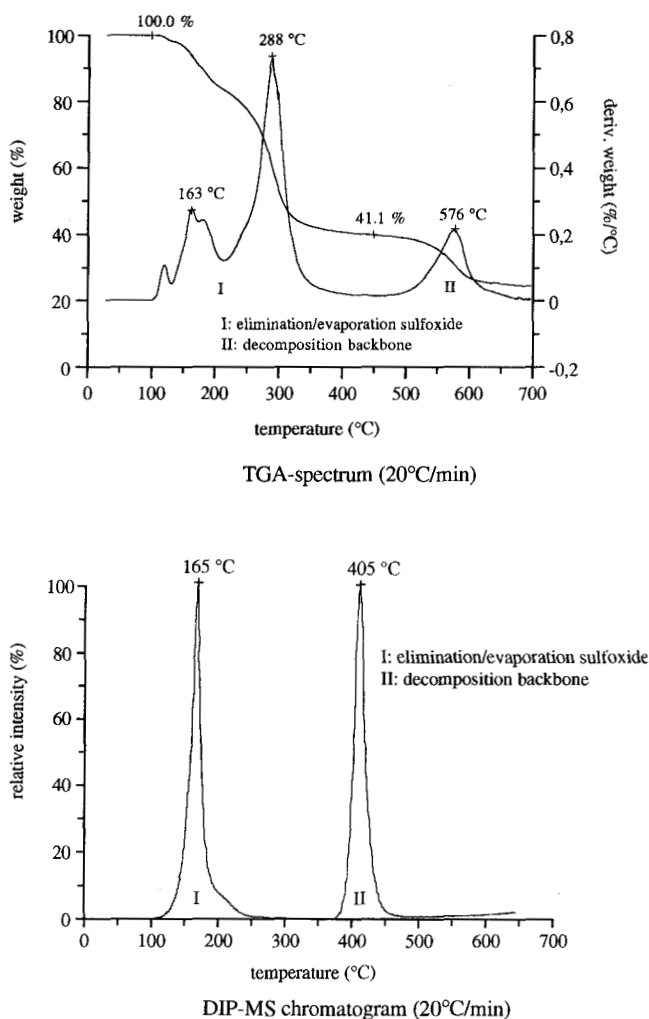 100.0 %
288 °C
163 °C
41.1 %
576 °C
I
II
I: elimination/evaporation sulfoxide
II: decomposition backbone
weight (%)
100
80
60
40
20
0
deriv. weight (%/°C)
0,8
0,6
0,4
0,2
0
-0,2
0 100 200 300 400 500 600 700
temperature (°C)
TGA-spectrum (20°C/min)
165 °C
405 °C
I: elimination/evaporation sulfoxide
II: decomposition backbone
I
II
relative intensity (%)
100
80
60
40
20
0
0 100 200 300 400 500 600 700
temperature (°C)
DIP-MS chromatogram (20°C/min)